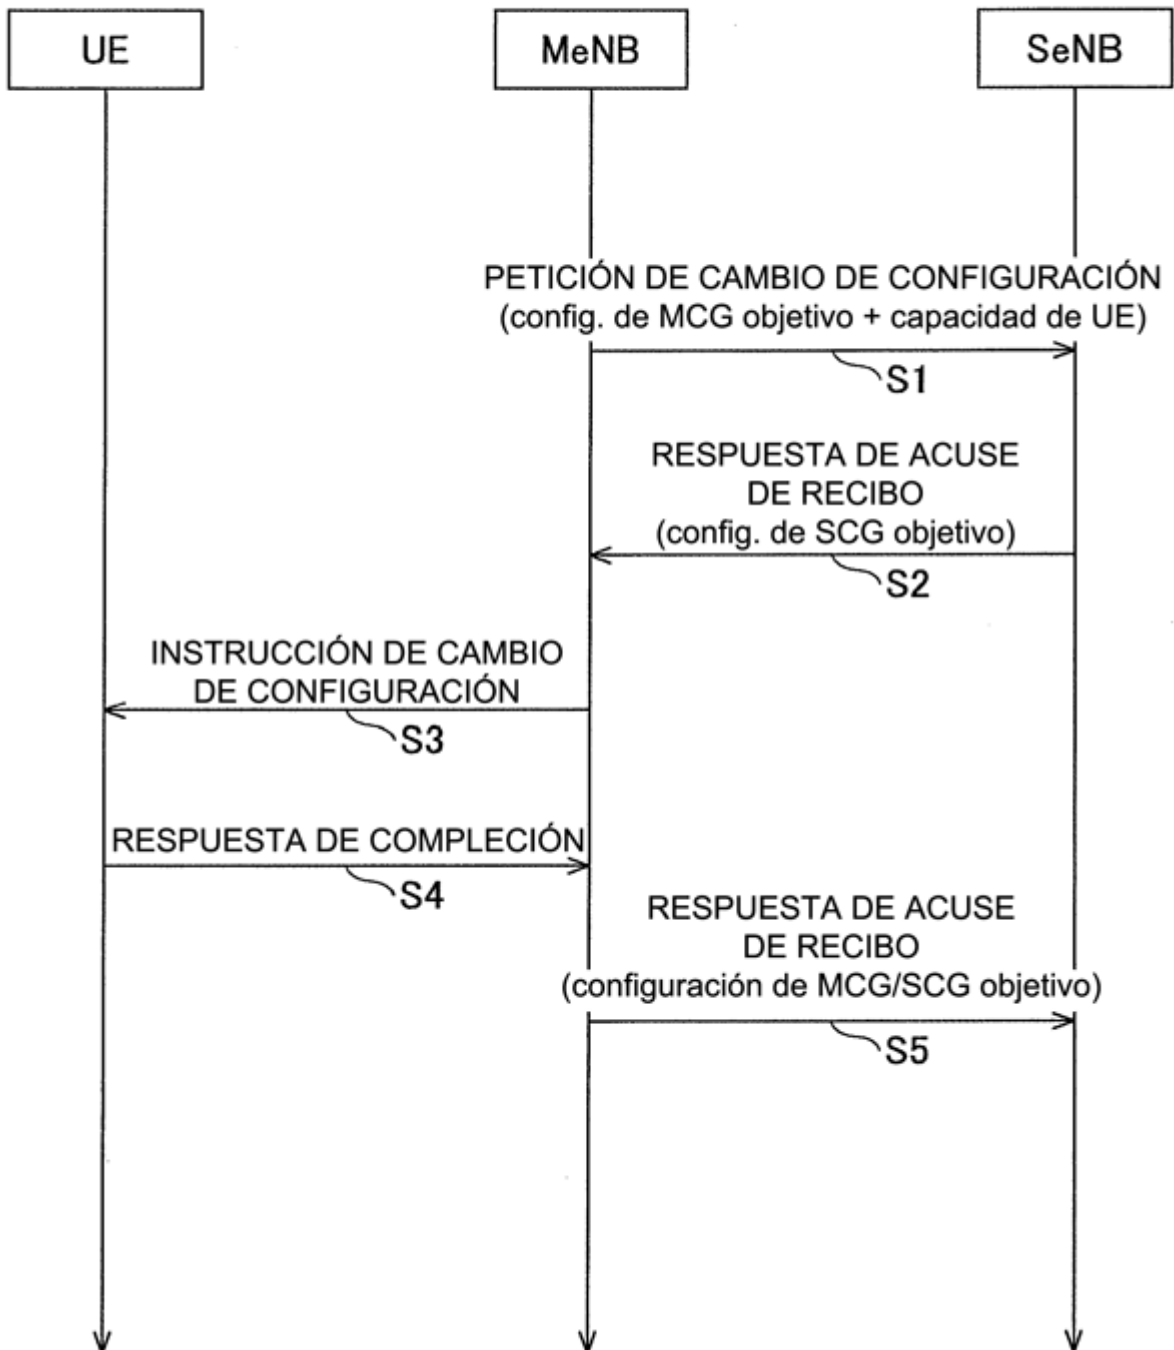 UE
MeNB
SeNB
PETICIÓN DE CAMBIO DE CONFIGURACIÓN
(config. de MCG objetivo + capacidad de UE)
S1
RESPUESTA DE ACUSE
DE RECIBO
(config. de SCG objetivo)
S2
INSTRUCCIÓN DE CAMBIO
DE CONFIGURACIÓN
S3
RESPUESTA DE COMPLECIÓN
S4
RESPUESTA DE ACUSE
DE RECIBO
(configuración de MCG/SCG objetivo)
S5